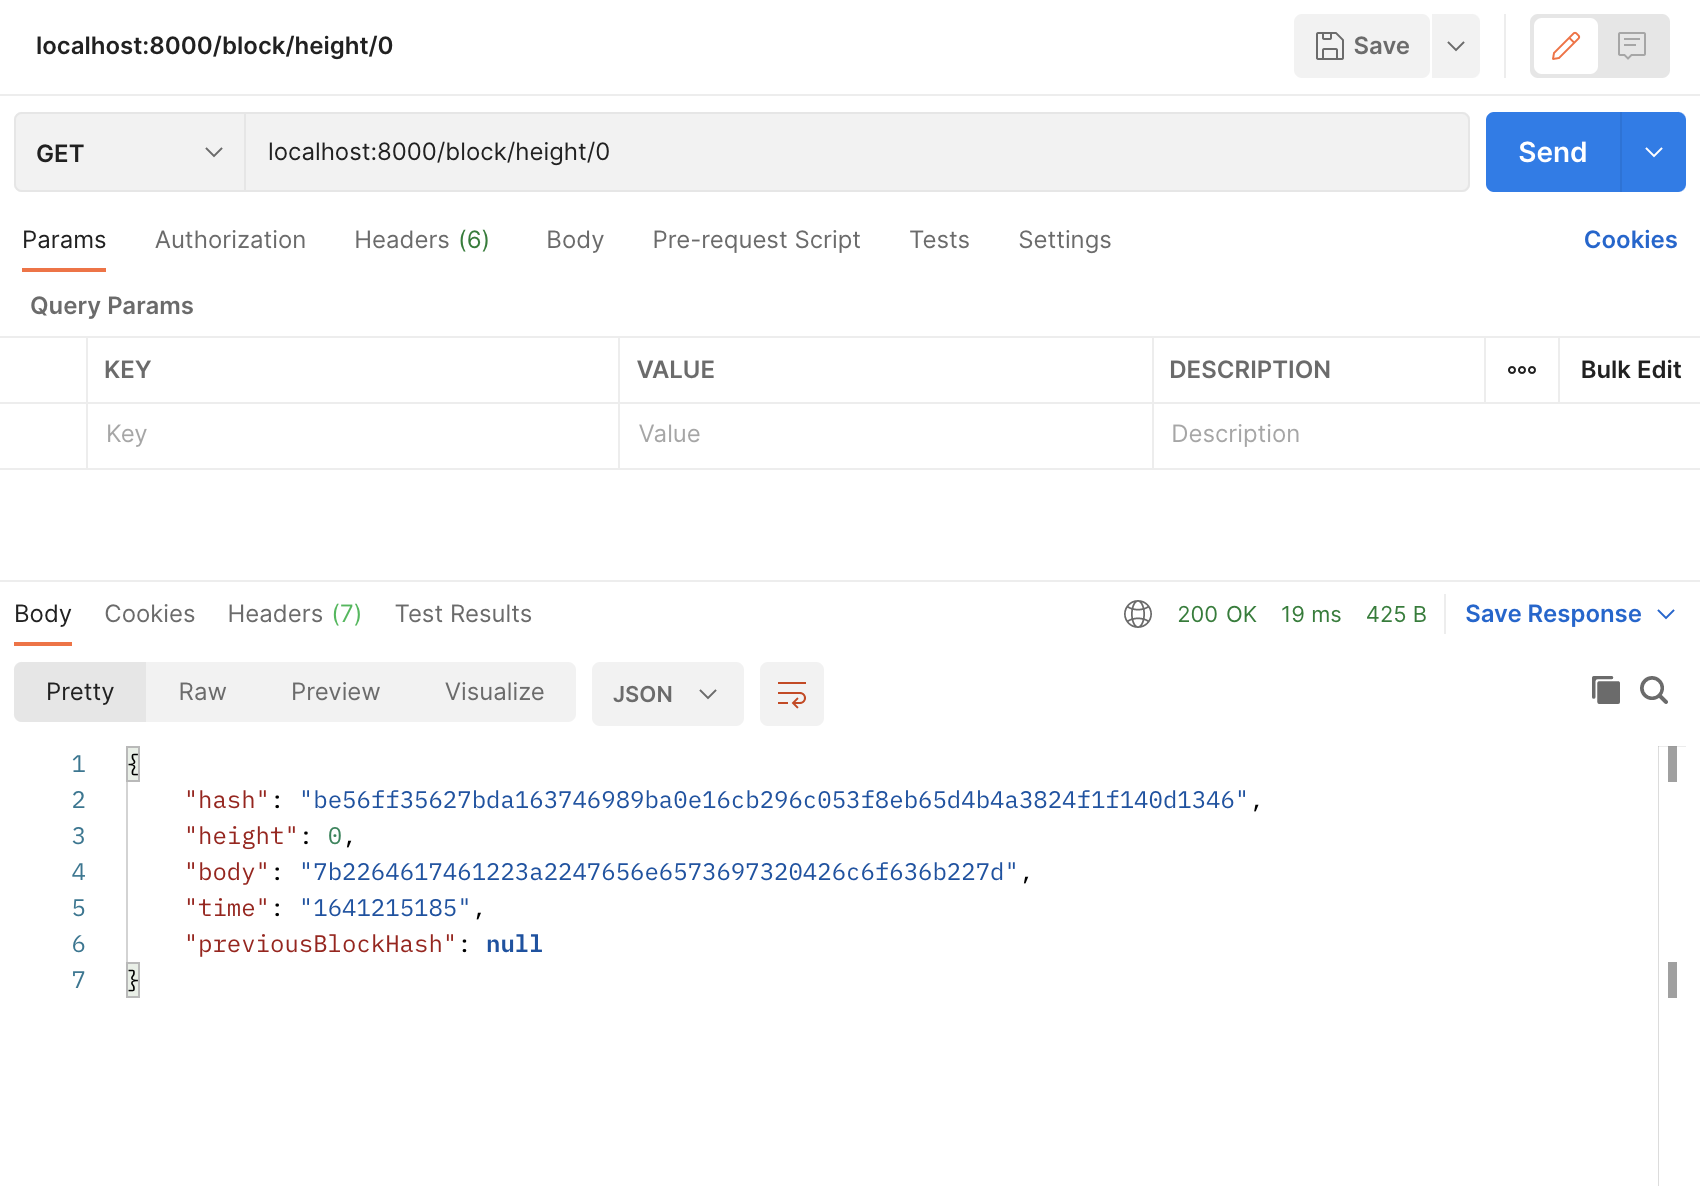 localhost:8000/block/height/0
Save
GET
localhost:8000/block/height/0
Send
Params Authorization Headers (6) Body Pre-request Script Tests Settings Cookies
Query Params
KEY VALUE DESCRIPTION Bulk Edit
Key Value Description
Body Cookies Headers (7) Test Results 200 OK 19 ms 425 B Save Response
Pretty Raw Preview Visualize JSON
1 {
2 "hash": "be56ff35627bda163746989ba0e16cb296c053f8eb65d4b4a3824f1f140d1346",
3 "height": 0,
4 "body": "7b2264617461223a2247656e6573697320426c6f636b227d",
5 "time": "1641215185",
6 "previousBlockHash": null
7 }